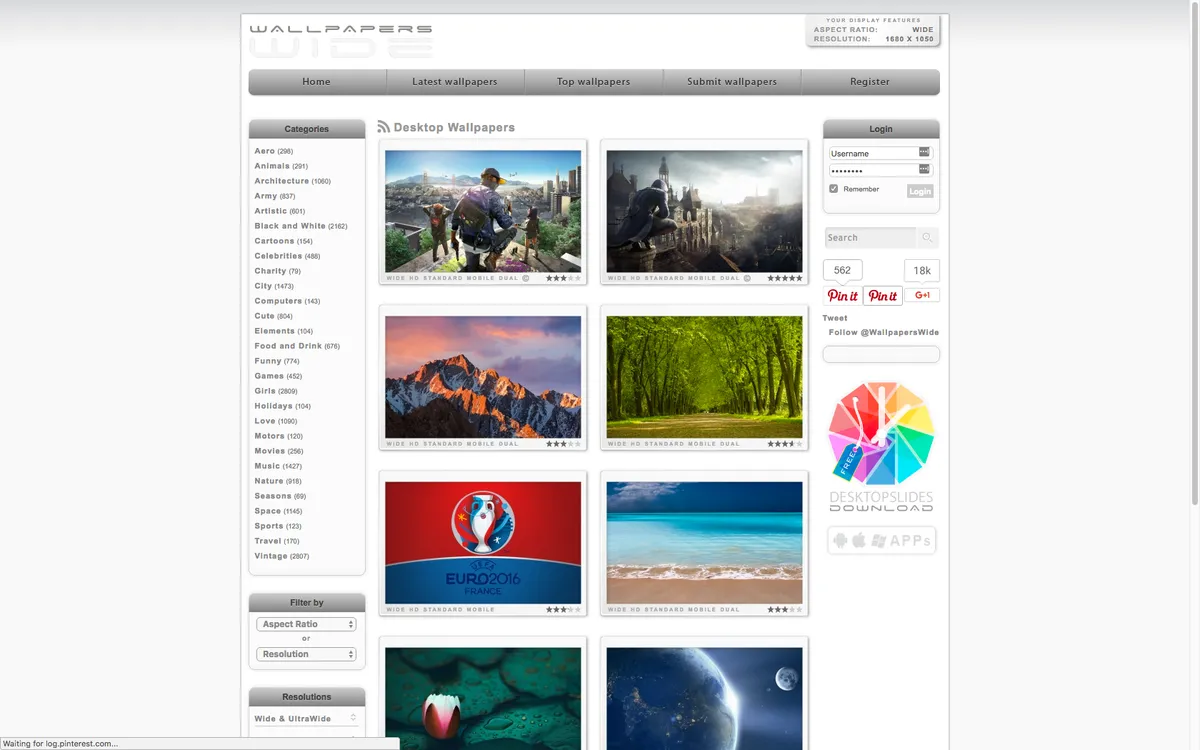 WALLPAPERS
WIDE
YOUR DISPLAY FEATURES
ASPECT RATIO: WIDE
RESOLUTION: 1680 X 1050
Home
Latest wallpapers
Top wallpapers
Submit wallpapers
Register
Categories
Aero (298)
Animals (291)
Architecture (1060)
Army (837)
Artistic (601)
Black and White (2162)
Cartoons (154)
Celebrities (486)
Charity (79)
City (1473)
Computers (143)
Cute (804)
Elements (104)
Food and Drink (676)
Funny (774)
Games (452)
Girls (2809)
Holidays (104)
Love (1090)
Motors (120)
Movies (256)
Music (1427)
Nature (918)
Seasons (69)
Space (1145)
Sports (123)
Travel (170)
Vintage (2807)
Filter by
Aspect Ratio
or
Resolution
Resolutions
Wide & UltraWide
Desktop Wallpapers
WIDE HD STANDARD MOBILE DUAL
WIDE HD STANDARD MOBILE DUAL
WIDE HD STANDARD MOBILE DUAL
WIDE HD STANDARD MOBILE DUAL
UEFA
EURO2016
FRANCE
WIDE HD STANDARD MOBILE
WIDE HD STANDARD MOBILE DUAL
Login
Username
Remember
Login
Search
562
18k
Pin it
Pin it
G+1
Tweet
Follow @WallpapersWide
FREE
DESKTOPSLIDES
DOWNLOAD
APPs
Waiting for log.pinterest.com...